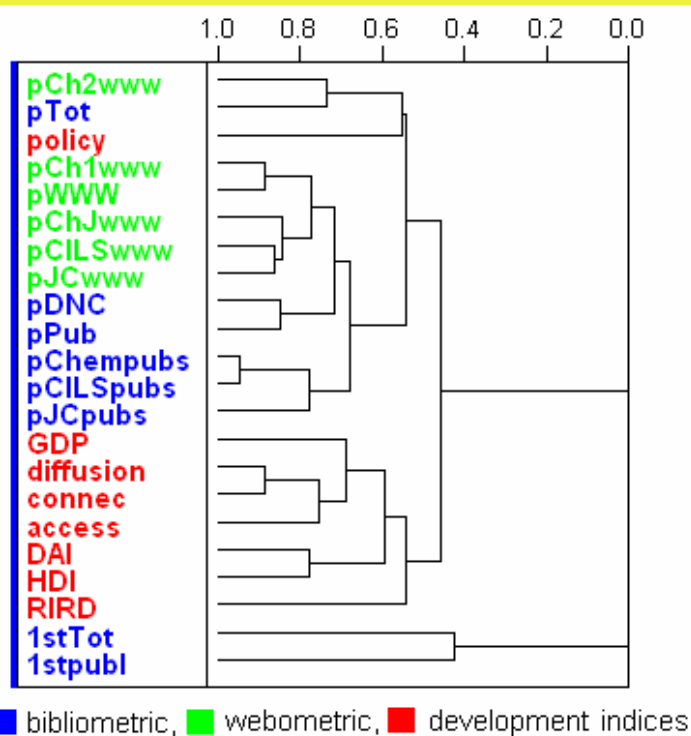 1.0 0.8 0.6 0.4 0.2 0.0
pCh2www
pTot
policy
pCh1www
pWWW
pChJwww
pCILSwww
pJCwww
pDNC
pPub
pChempubs
pCILSpubs
pJCpubs
GDP
diffusion
connec
access
DAI
HDI
RIRD
1stTot
1stpubl
bibliometric, webometric, development indices